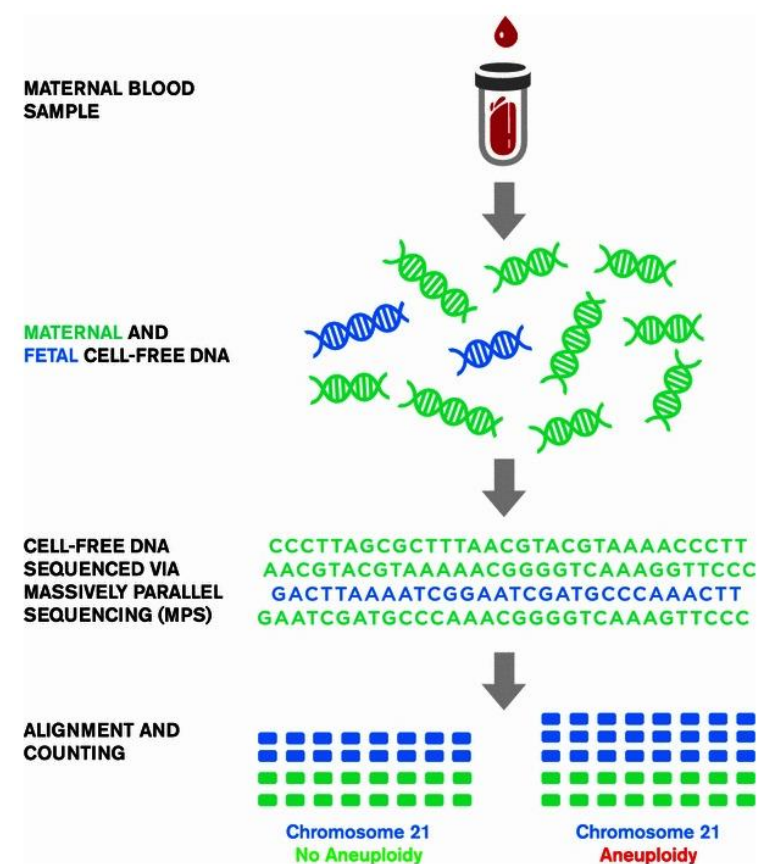 MATERNAL BLOOD
SAMPLE
MATERNAL AND
FETAL CELL-FREE DNA
CELL-FREE DNA
SEQUENCED VIA
MASSIVELY PARALLEL
SEQUENCING (MPS)
CCCTTAGCGCTTTAACGTACGTAAAACCCTT
AACGTACGTAAAAACGGGGTCAAAGGTTCCC
GACTTAAAATCGGAATCGATGCCCAAACTT
GAATCGATGCCCAAACGGGGTCAAAGTTCCC
ALIGNMENT AND
COUNTING
Chromosome 21
No Aneuploidy
Chromosome 21
Aneuploidy